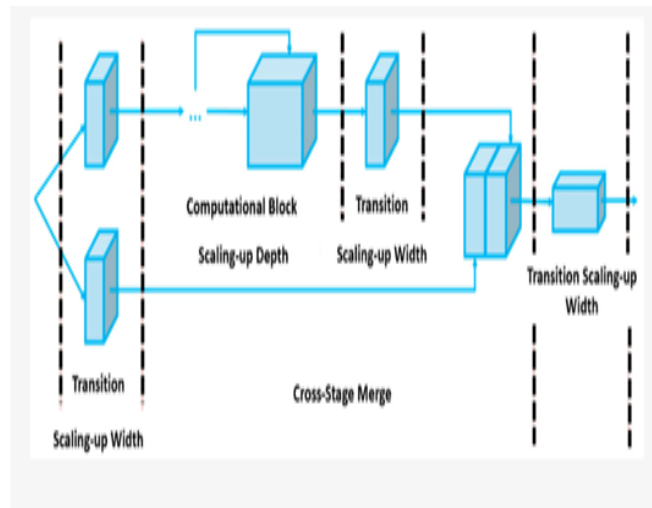 ...
Computational Block
Transition
Scaling-up Depth
Scaling-up Width
Transition Scaling-up
Width
Transition
Cross-Stage Merge
Scaling-up Width